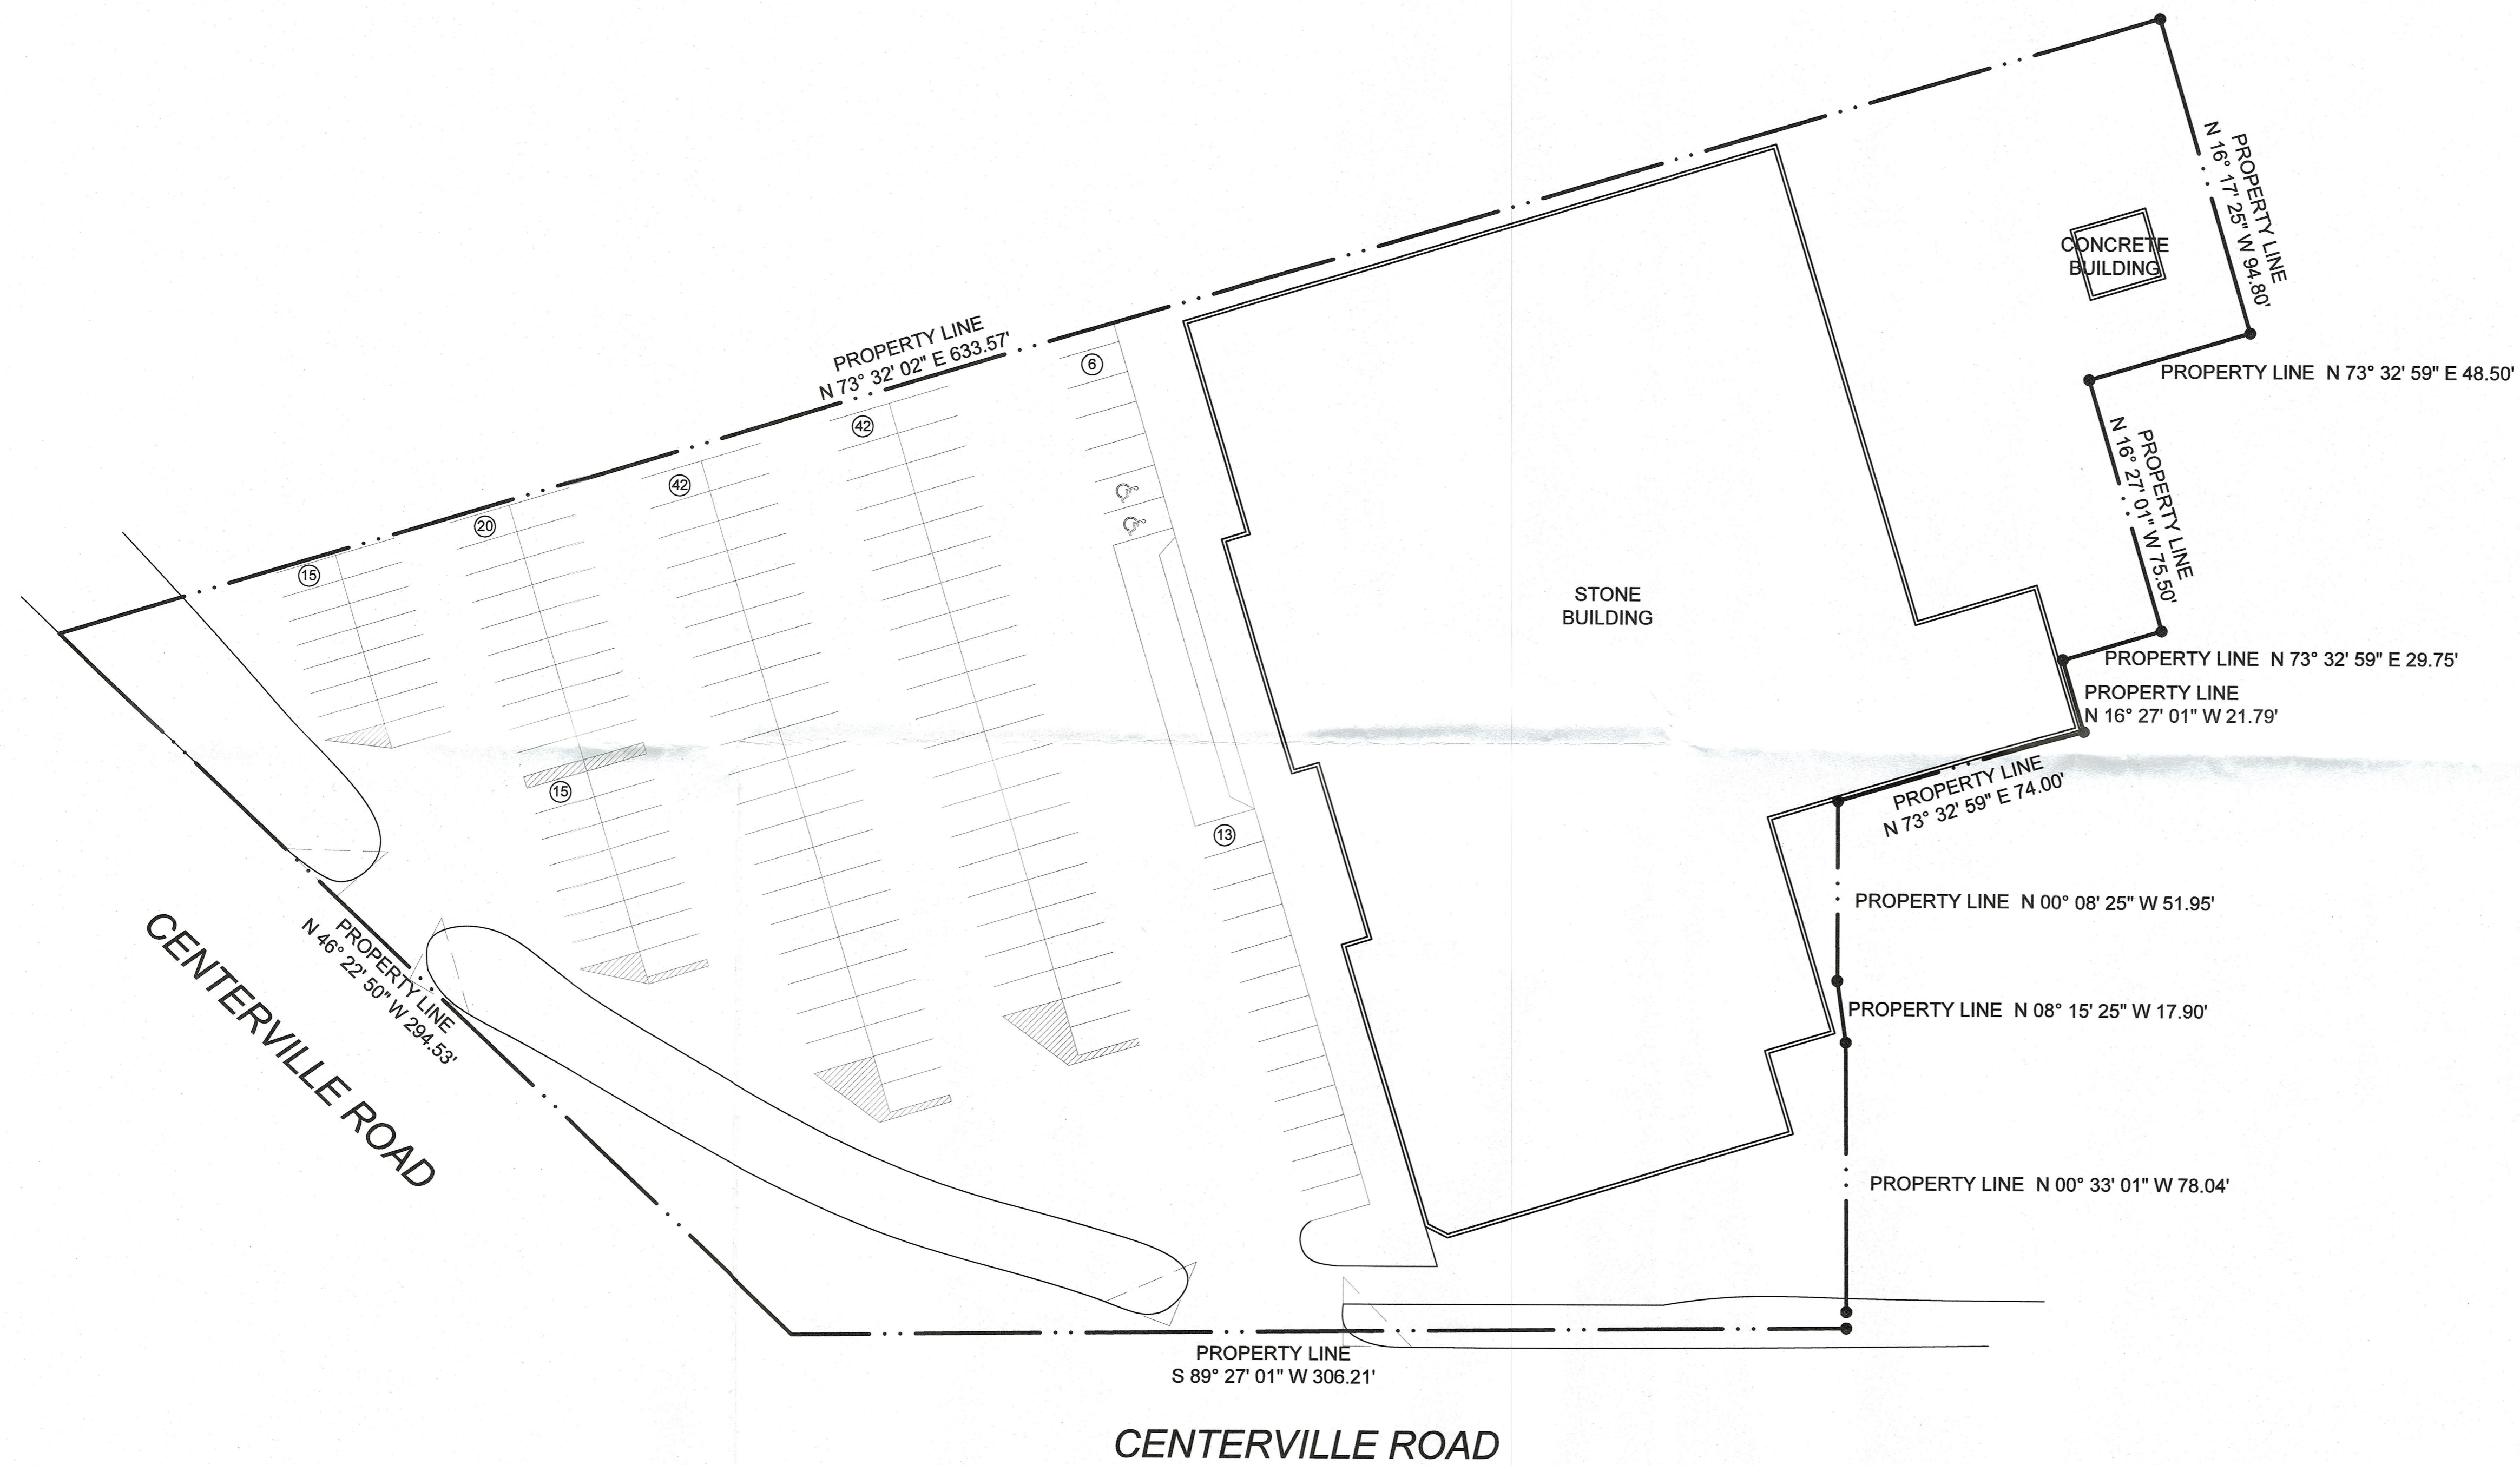 PROPERTY LINE
N 16° 17' 25" W 94.80'
CONCRETE
BUILDING
PROPERTY LINE
N 73° 32' 02" E 633.57'
6
PROPERTY LINE N 73° 32' 59" E 48.50'
42
42
20
15
PROPERTY LINE
N 16° 27' 01" W 75.50'
STONE
BUILDING
PROPERTY LINE N 73° 32' 59" E 29.75'
PROPERTY LINE
N 16° 27' 01" W 21.79'
15
13
PROPERTY LINE
N 73° 32' 59" E 74.00'
PROPERTY LINE N 00° 08' 25" W 51.95'
PROPERTY LINE
N 46° 22' 50" W 294.53'
CENTERVILLE ROAD
PROPERTY LINE N 08° 15' 25" W 17.90'
PROPERTY LINE N 00° 33' 01" W 78.04'
PROPERTY LINE
S 89° 27' 01" W 306.21'
CENTERVILLE ROAD